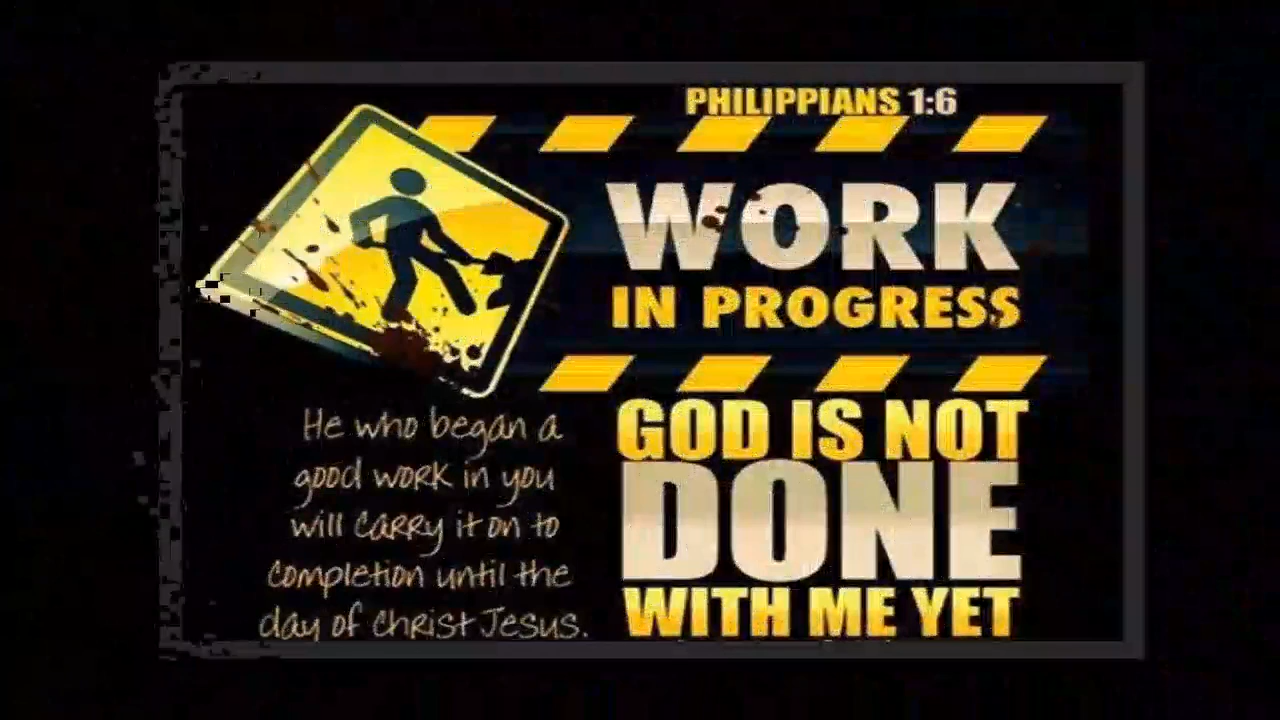 PHILIPPIANS 1:6
WORK
IN PROGRESS
GOD IS NOT
DONE
WITH ME YET
He who began a
good work in you
will carry it on to
completion until the
day of Christ Jesus.